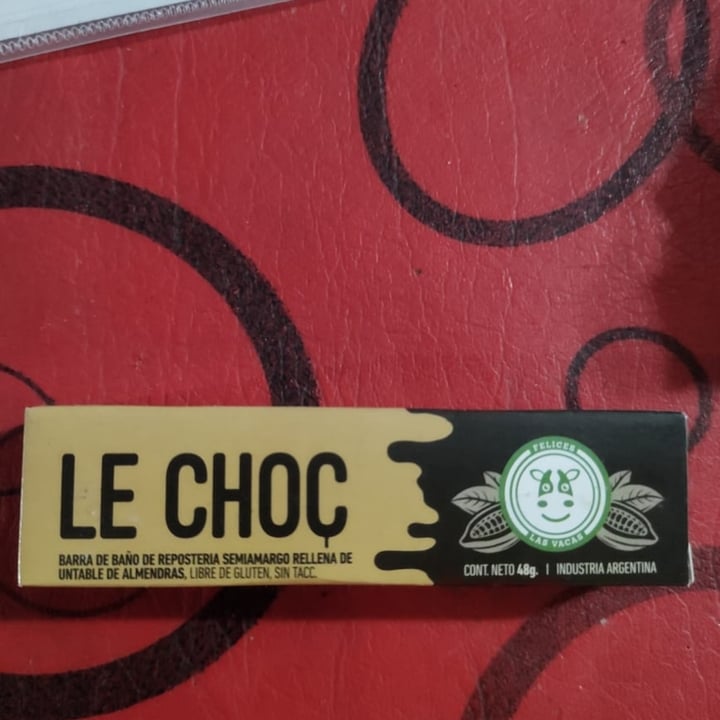 LE CHOÇ
BARRA DE BAÑO DE REPOSTERIA SEMIAMARGO RELLENA DE
UNTABLE DE ALMENDRAS, LIBRE DE GLUTEN, SIN TACC.
FELICES
LAS VACAS
CONT. NETO 48g. | INDUSTRIA ARGENTINA